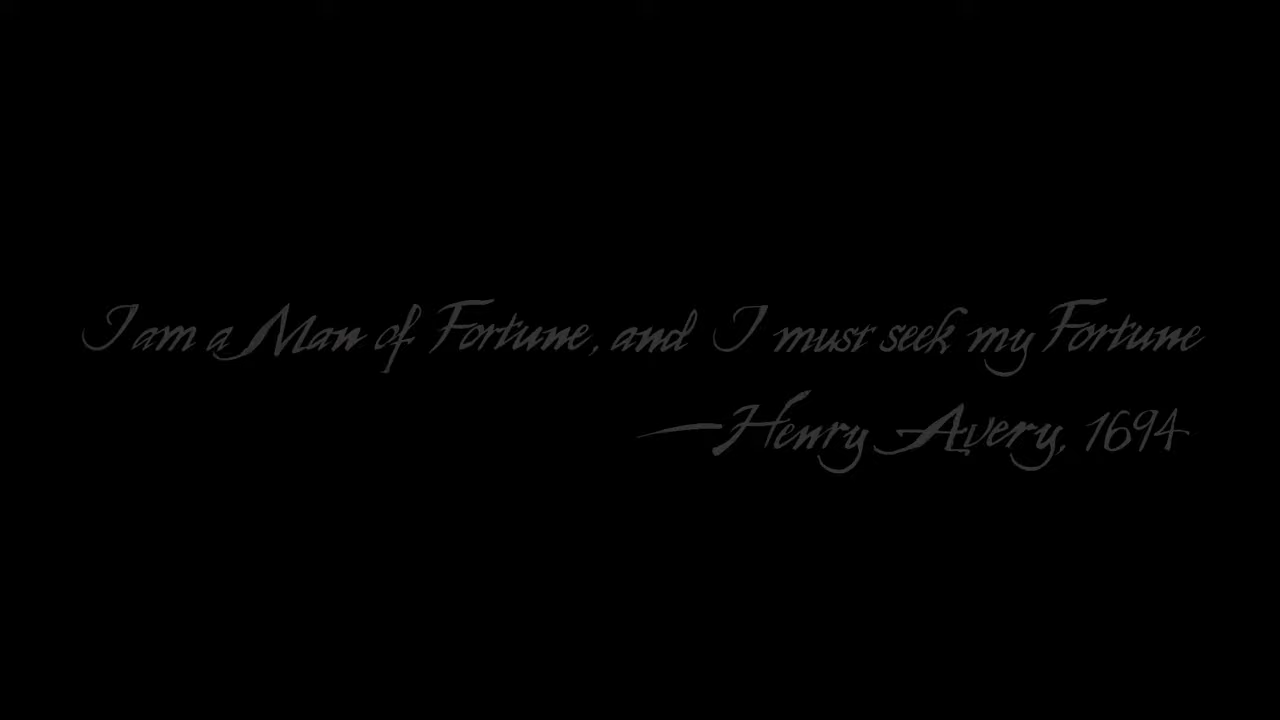 I am a Man of Fortune, and I must seek my Fortune
—Henry Avery, 1694